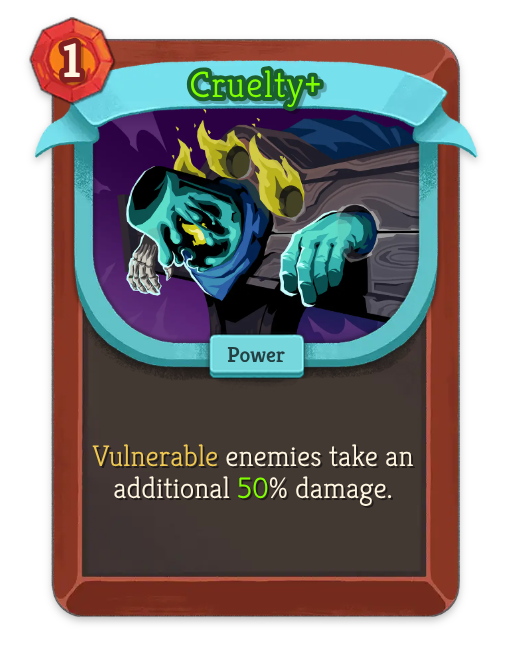 1
Cruelty+
Power
Vulnerable enemies take an
additional 50% damage.